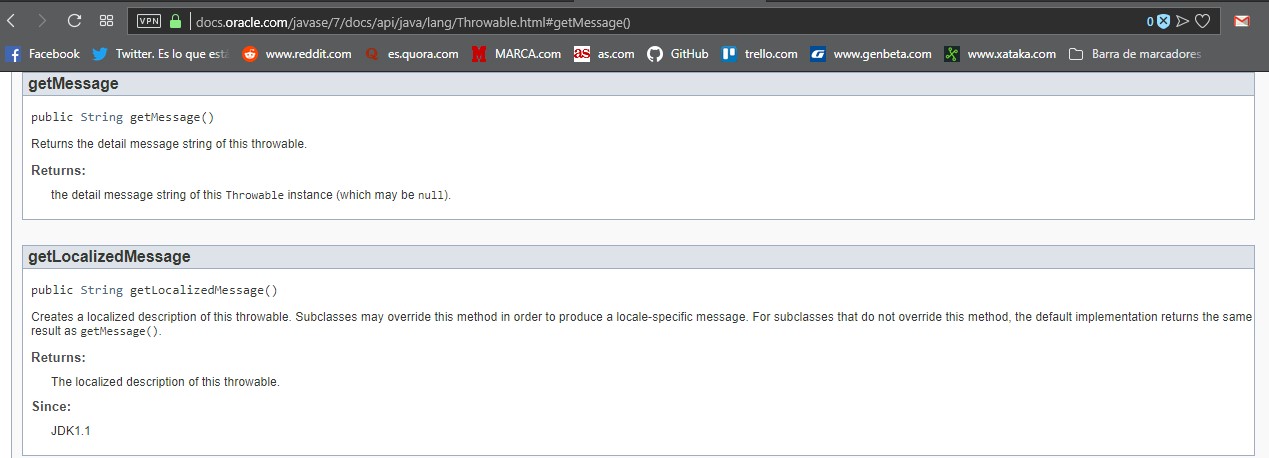 VPN docs.oracle.com/javase/7/docs/api/java/lang/Throwable.html#getMessage() 0
Facebook Twitter. Es lo que está www.reddit.com es.quora.com MARCA.com as as.com GitHub trello.com www.genbeta.com www.xataka.com Barra de marcadores
getMessage
public String getMessage()
Returns the detail message string of this throwable.
Returns:
the detail message string of this Throwable instance (which may be null).
getLocalizedMessage
public String getLocalizedMessage()
Creates a localized description of this throwable. Subclasses may override this method in order to produce a locale-specific message. For subclasses that do not override this method, the default implementation returns the same
result as getMessage().
Returns:
The localized description of this throwable.
Since:
JDK1.1